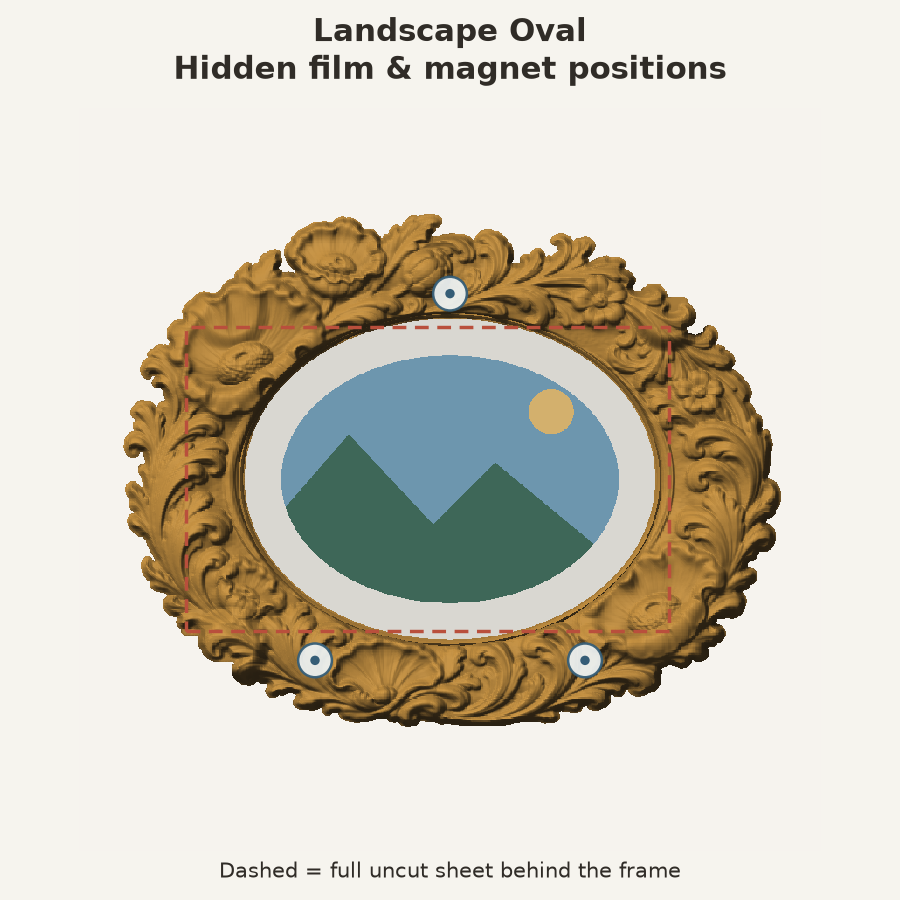 Landscape Oval
Hidden film & magnet positions
Dashed = full uncut sheet behind the frame